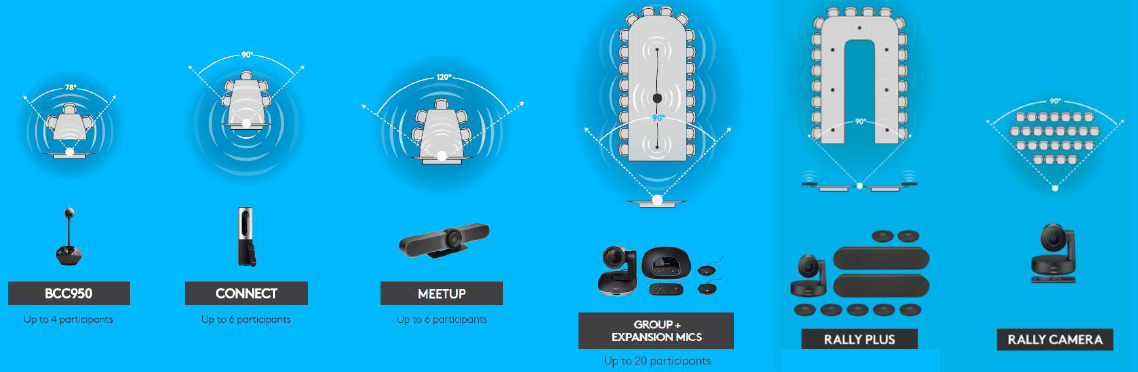 78°
90°
120°
90°
90°
90°
BCC950
Up to 4 participants
CONNECT
Up to 6 participants
MEETUP
Up to 6 participants
GROUP +
EXPANSION MICS
Up to 20 participants
RALLY PLUS
RALLY CAMERA